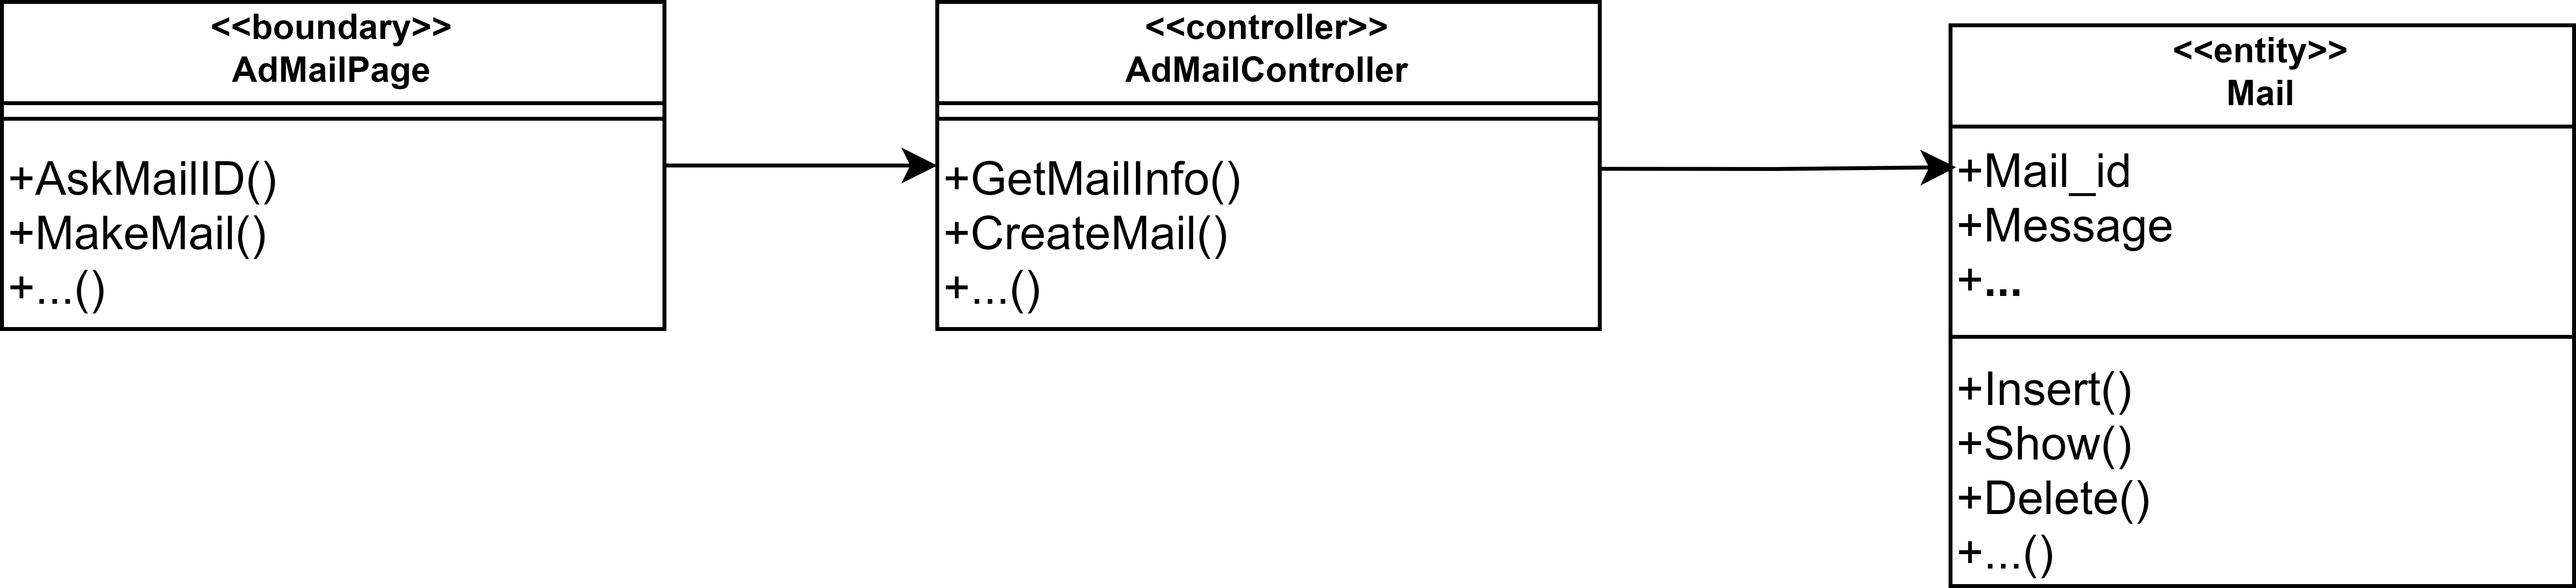 <<boundary>>
AdMailPage
+AskMailID()
+MakeMail()
+...()
<<controller>>
AdMailController
+GetMailInfo()
+CreateMail()
+...()
<<entity>>
Mail
+Mail_id
+Message
+...
+Insert()
+Show()
+Delete()
+...()